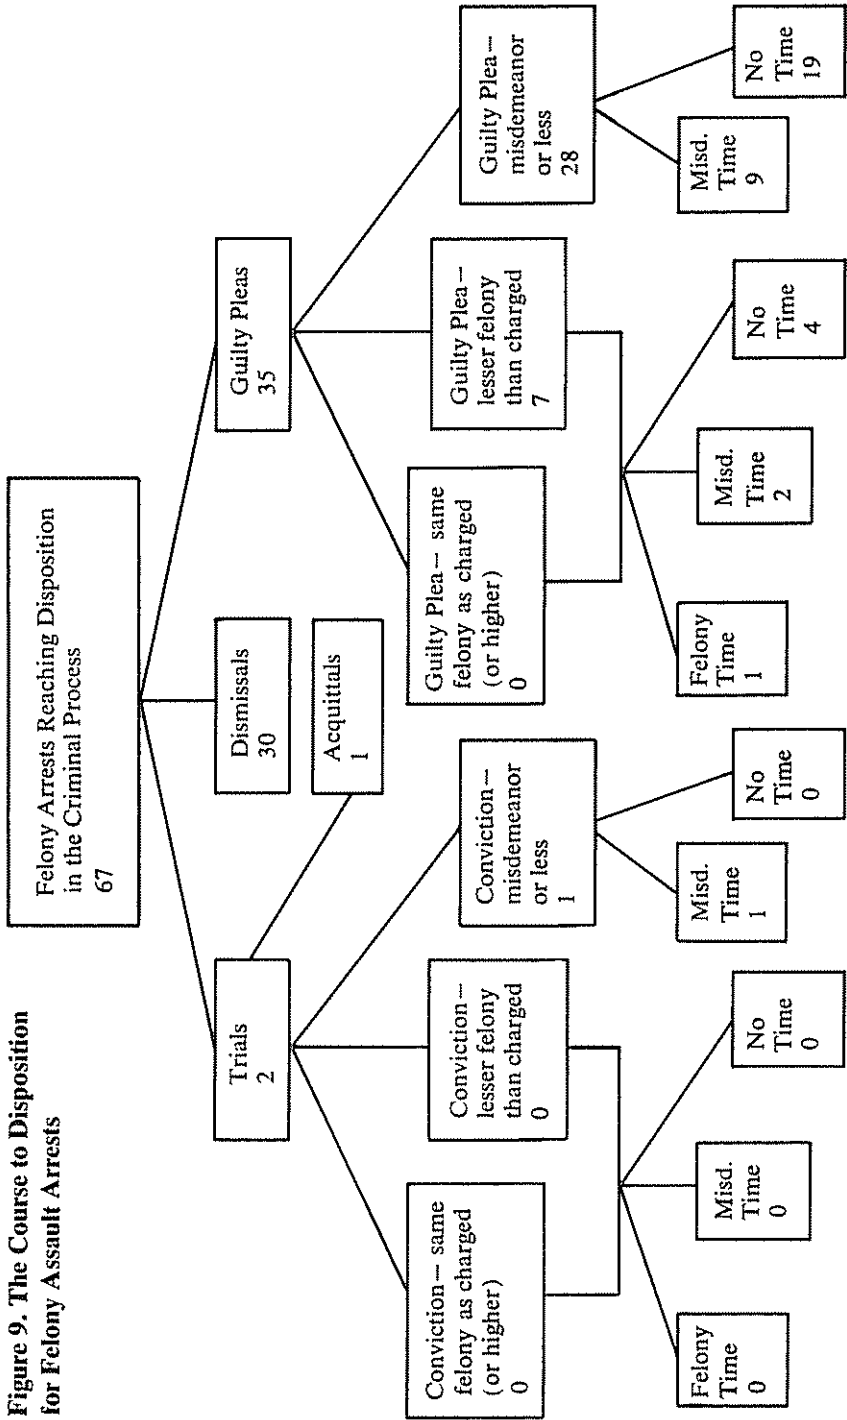 Figure 9. The Course to Disposition
for Felony Assault Arrests
Felony Arrests Reaching Disposition
in the Criminal Process
67
Trials
2
Dismissals
30
Guilty Pleas
35
Acquittals
1
Conviction— same
felony as charged
(or higher)
0
Conviction—
lesser felony
than charged
0
Conviction—
misdemeanor
or less
1
Guilty Plea— same
felony as charged
(or higher)
0
Guilty Plea—
lesser felony
than charged
7
Guilty Plea—
misdemeanor
or less
28
Felony
Time
0
Misd.
Time
0
No
Time
0
Misd.
Time
1
No
Time
0
Felony
Time
1
Misd.
Time
2
No
Time
4
Misd.
Time
9
No
Time
19